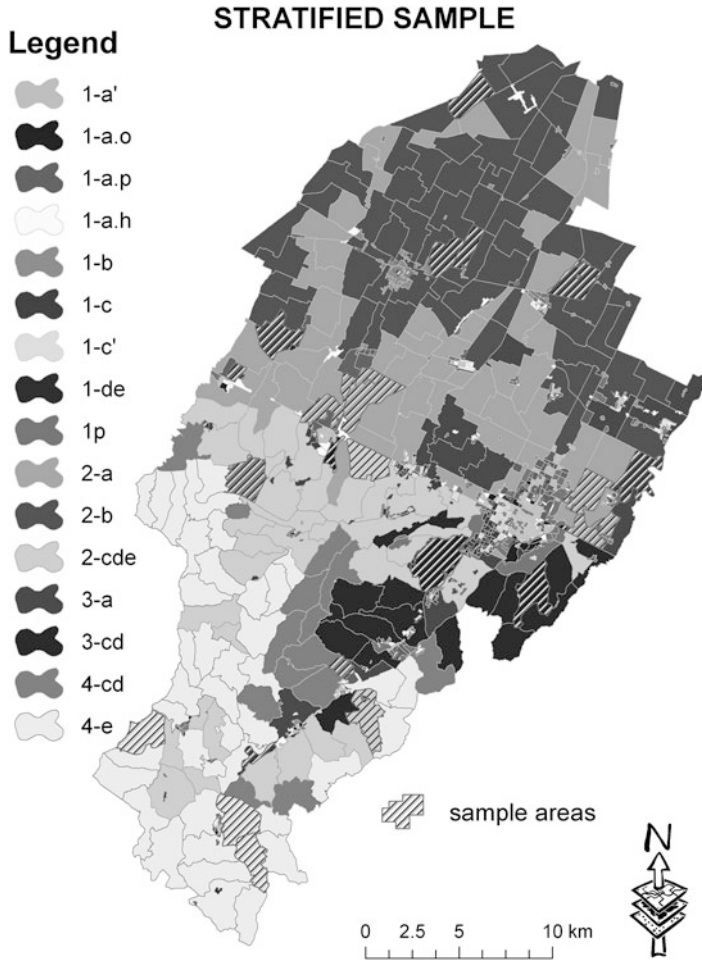 STRATIFIED SAMPLE
Legend
1-a'
1-a.o
1-a.p
1-a.h
1-b
1-c
1-c'
1-de
1p
2-a
2-b
2-cde
3-a
3-cd
4-cd
4-e
sample areas
N
0 2.5 5 10 km